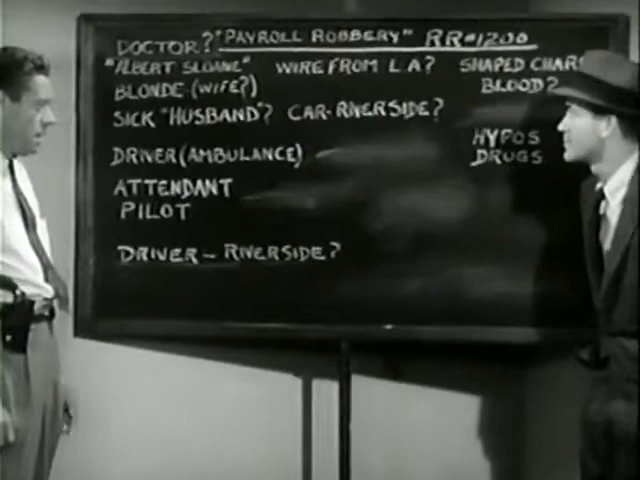 DOCTOR? "PAYROLL ROBBERY" RR#1200
"ALBERT SLOANE" WIRE FROM L.A? SHAPED CHAR
BLONDE-(WIFE?) BLOOD?
SICK "HUSBAND"? CAR-RIVERSIDE?
HYPOS
DRIVER (AMBULANCE) DRUGS
ATTENDANT
PILOT
DRIVER - RIVERSIDE?